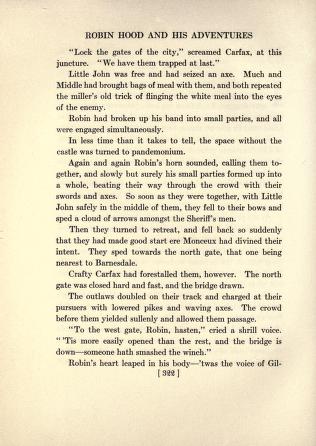 ROBIN HOOD AND HIS ADVENTURES
"Lock the gates of the city," screamed Carfax, at this
juncture. "We have them trapped at last."
Little John was free and had seized an axe. Much and
Middle had brought bags of meal with them, and both repeated
the miller's old trick of flinging the white meal into the eyes
of the enemy.
Robin had broken up his band into small parties, and all
were engaged simultaneously.
In less time than it takes to tell, the space without the
castle was turned to pandemonium.
Again and again Robin's horn sounded, calling them to-
gether, and slowly but surely his small parties formed up into
a whole, beating their way through the crowd with their
swords and axes. So soon as they were together, with Little
John safely in the middle of them, they fell to their bows and
sped a cloud of arrows amongst the Sheriff's men.
Then they turned to retreat, and fell back so suddenly
that they had made good start ere Monceux had divined their
intent. They sped towards the north gate, that one being
nearest to Barnesdale.
Crafty Carfax had forestalled them, however. The north
gate was closed hard and fast, and the bridge drawn.
The outlaws doubled on their track and charged at their
pursuers with lowered pikes and waving axes. The crowd
before them yielded sullenly and allowed them passage.
"To the west gate, Robin, hasten," cried a shrill voice.
"'Tis more easily opened than the rest, and the bridge is
down—someone hath smashed the winch."
Robin's heart leaped in his body—'twas the voice of Gil-
[ 322 ]